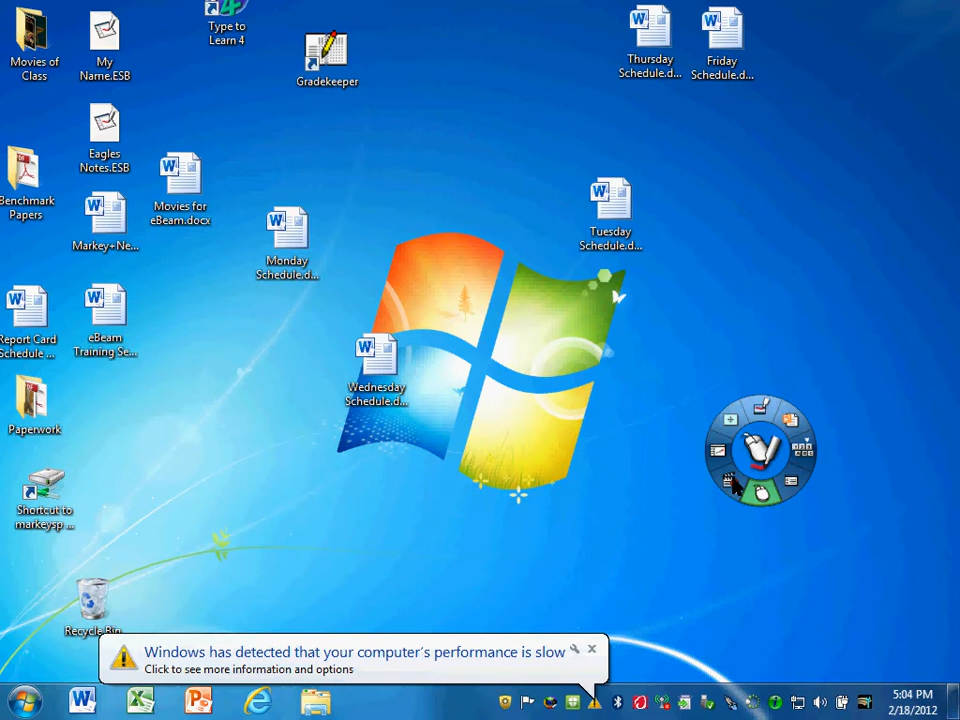 Movies of
Class
My
Name.ESB
Type to
Learn 4
Gradekeeper
Thursday
Schedule.d...
Friday
Schedule.d...
Eagles
Notes.ESB
Benchmark
Papers
Movies for
eBeam.docx
Markey+Ne...
Monday
Schedule.d...
Tuesday
Schedule.d...
Report Card
Schedule ...
eBeam
Training Se...
Wednesday
Schedule.d...
Paperwork
Shortcut to
markeysp ...
Recycle Bin
Windows has detected that your computer's performance is slow
Click to see more information and options
5:04 PM
2/18/2012